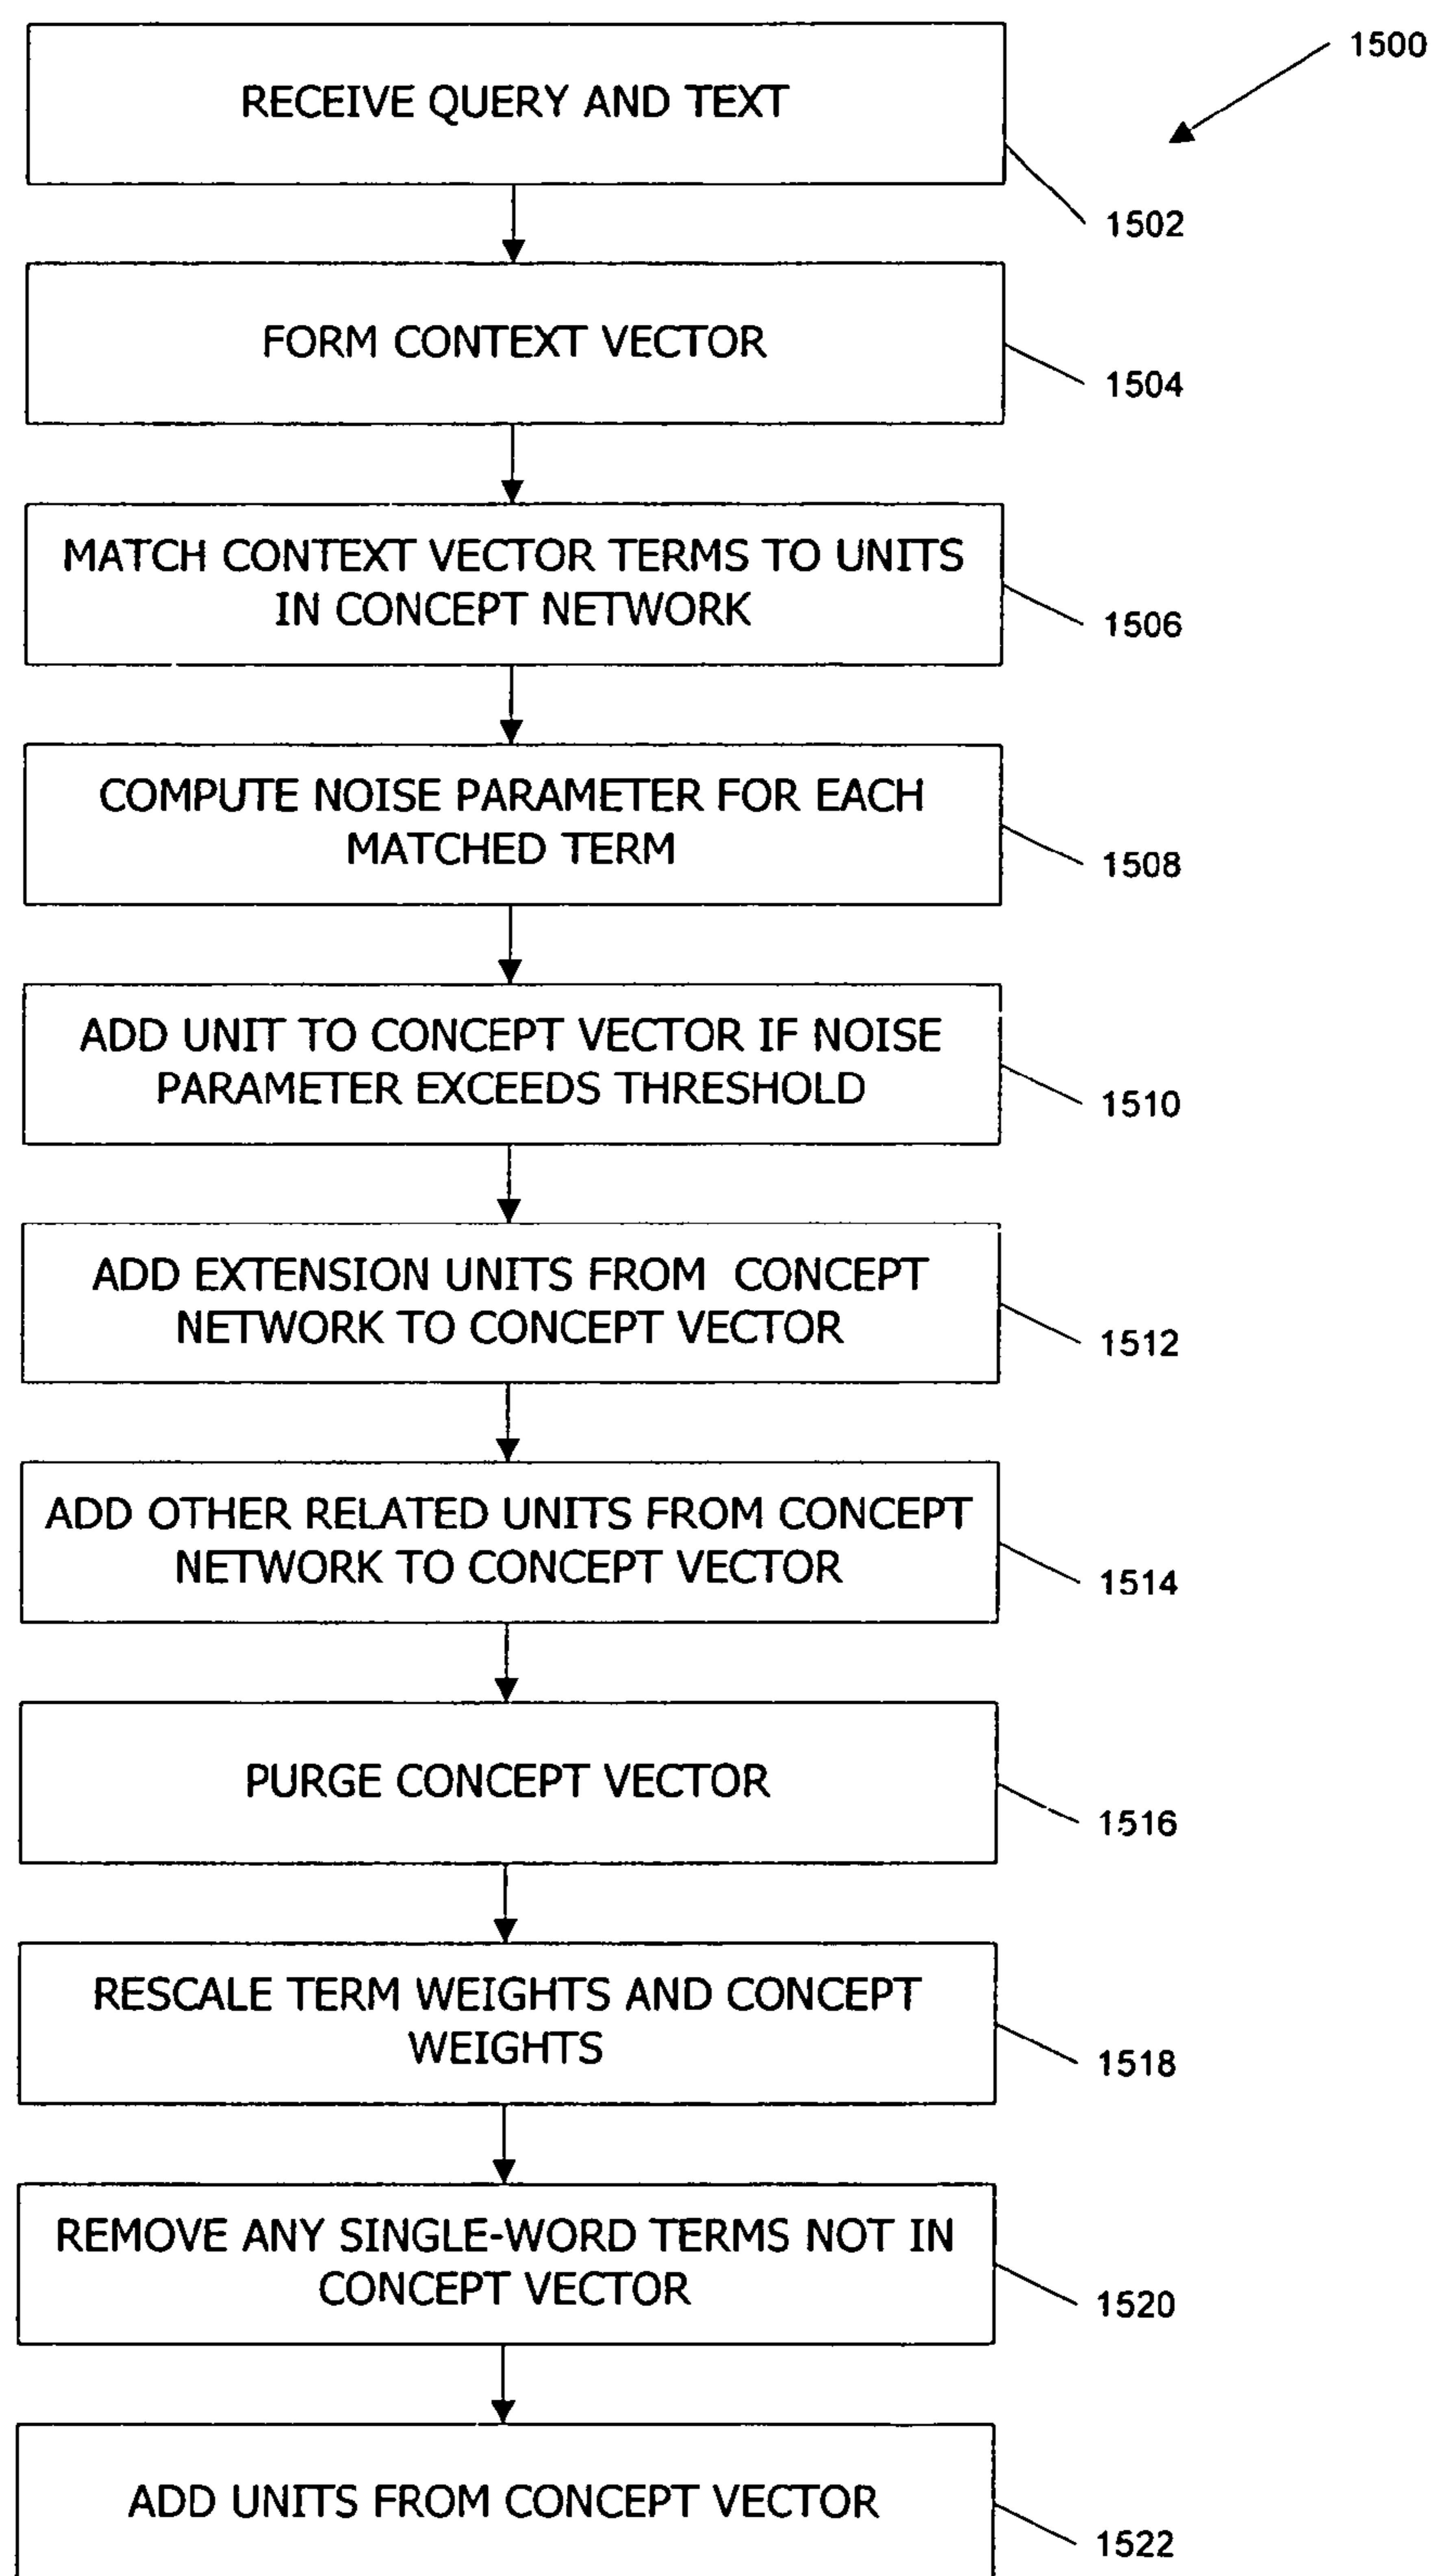 1500
RECEIVE QUERY AND TEXT
1502
FORM CONTEXT VECTOR
1504
MATCH CONTEXT VECTOR TERMS TO UNITS
IN CONCEPT NETWORK
1506
COMPUTE NOISE PARAMETER FOR EACH
MATCHED TERM
1508
ADD UNIT TO CONCEPT VECTOR IF NOISE
PARAMETER EXCEEDS THRESHOLD
1510
ADD EXTENSION UNITS FROM CONCEPT
NETWORK TO CONCEPT VECTOR
1512
ADD OTHER RELATED UNITS FROM CONCEPT
NETWORK TO CONCEPT VECTOR
1514
PURGE CONCEPT VECTOR
1516
RESCALE TERM WEIGHTS AND CONCEPT
WEIGHTS
1518
REMOVE ANY SINGLE-WORD TERMS NOT IN
CONCEPT VECTOR
1520
ADD UNITS FROM CONCEPT VECTOR
1522